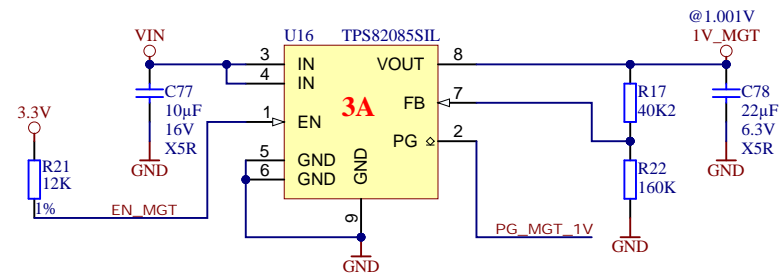 @1.001V
VIN
U16 TPS82085SIL
1V_MGT
3 IN
VOUT 8
4 IN
C77
10µF
16V
X5R
R17
40K2
C78
22µF
6.3V
X5R
FB 7
3A
3.3V
1 EN
PG 2
GND
5 GND
6 GND
GND
GND
R21
12K
1%
R22
160K
EN_MGT
9
PG_MGT_1V
GND
GND